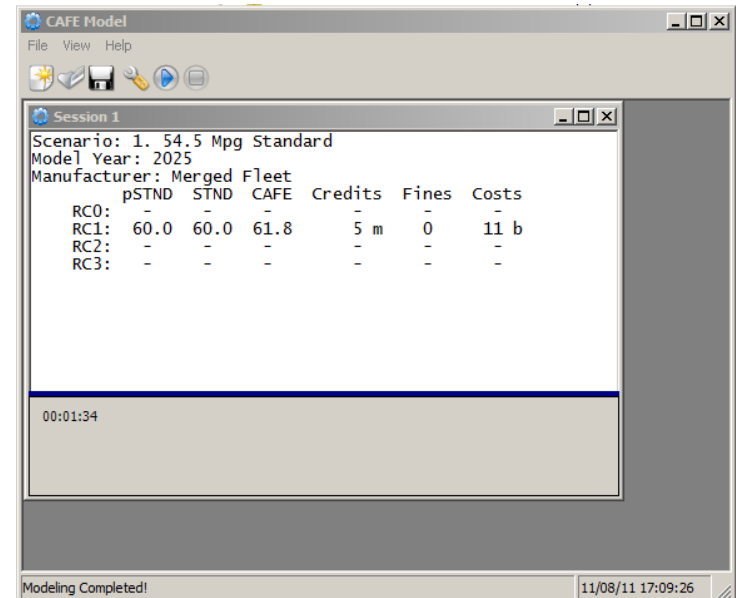 CAFE Model
File View Help
Session 1
Scenario: 1. 54.5 Mpg Standard
Model Year: 2025
Manufacturer: Merged Fleet
pSTND STND CAFE Credits Fines Costs
RC0: - - - - - -
RC1: 60.0 60.0 61.8 5 m 0 11 b
RC2: - - - - - -
RC3: - - - - - -
00:01:34
Modeling Completed! 11/08/11 17:09:26